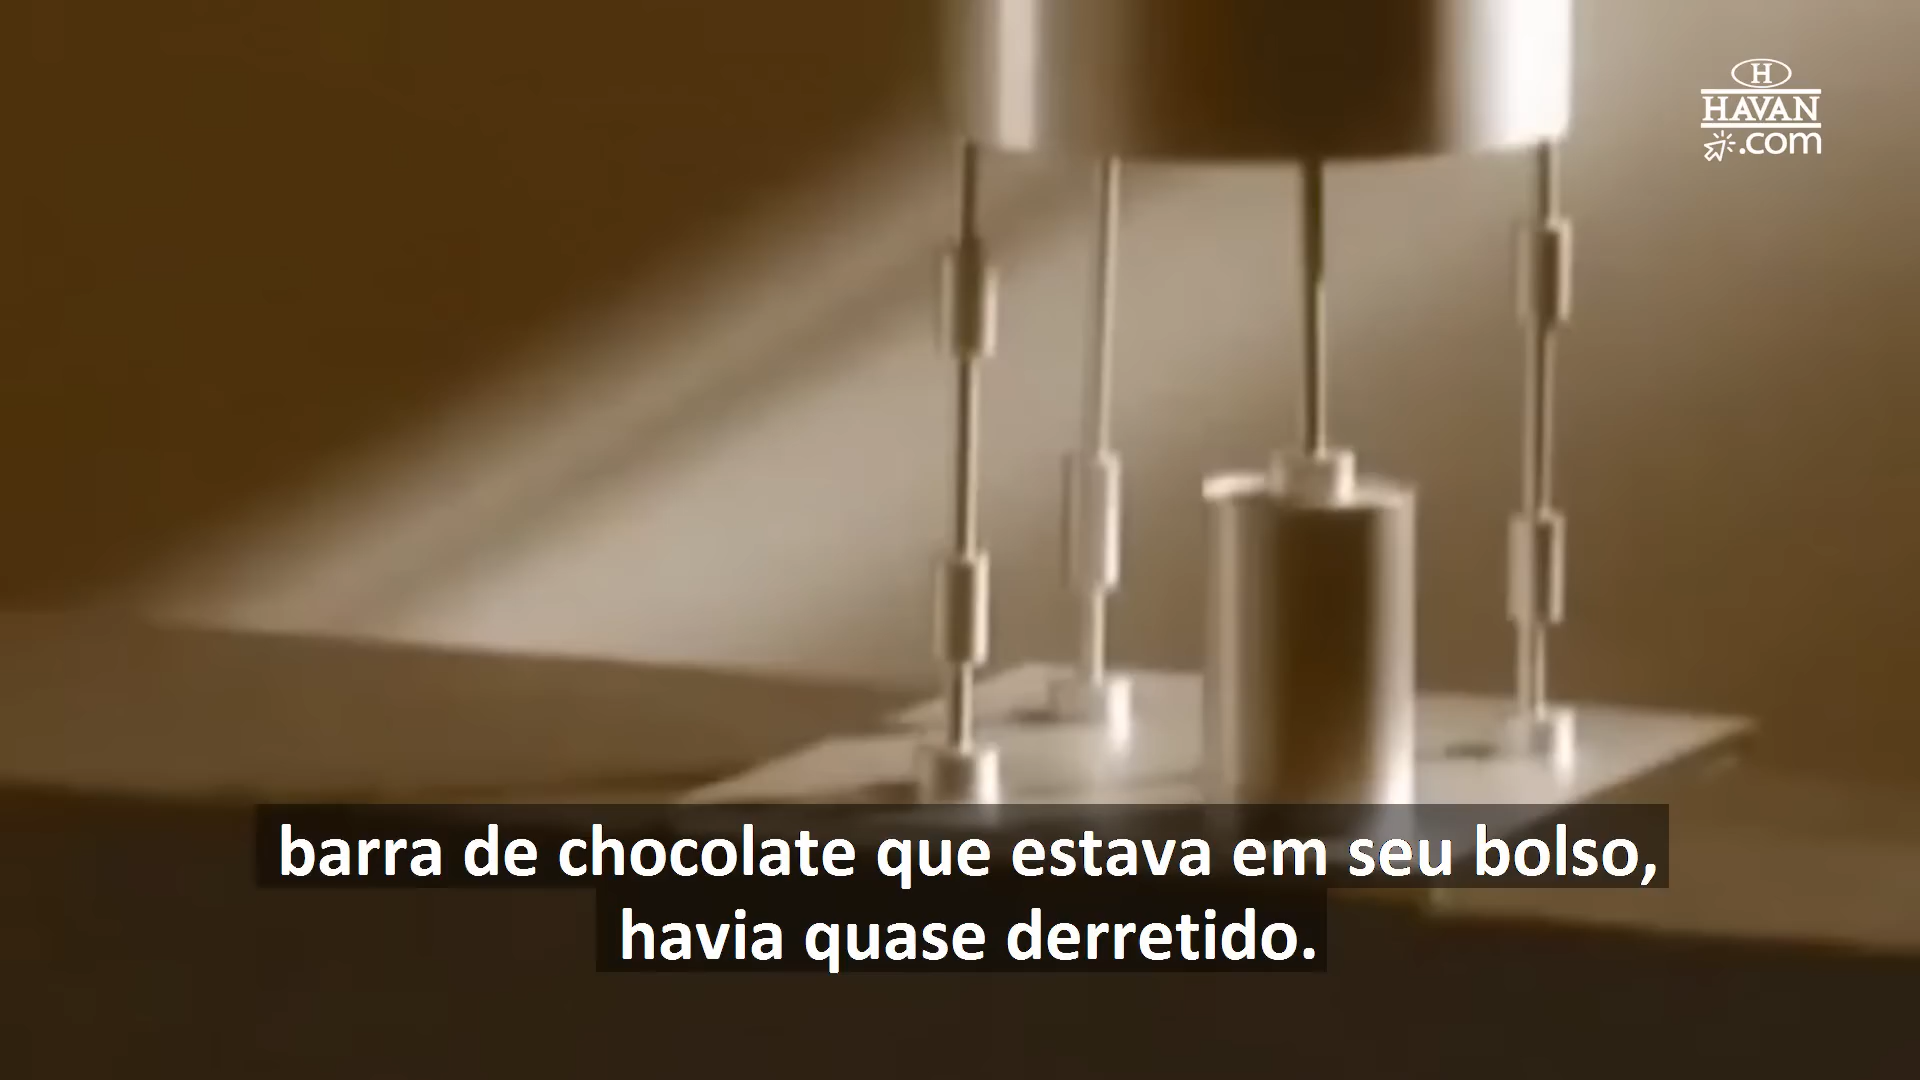 H
HAVAN
.com
barra de chocolate que estava em seu bolso,
havia quase derretido.